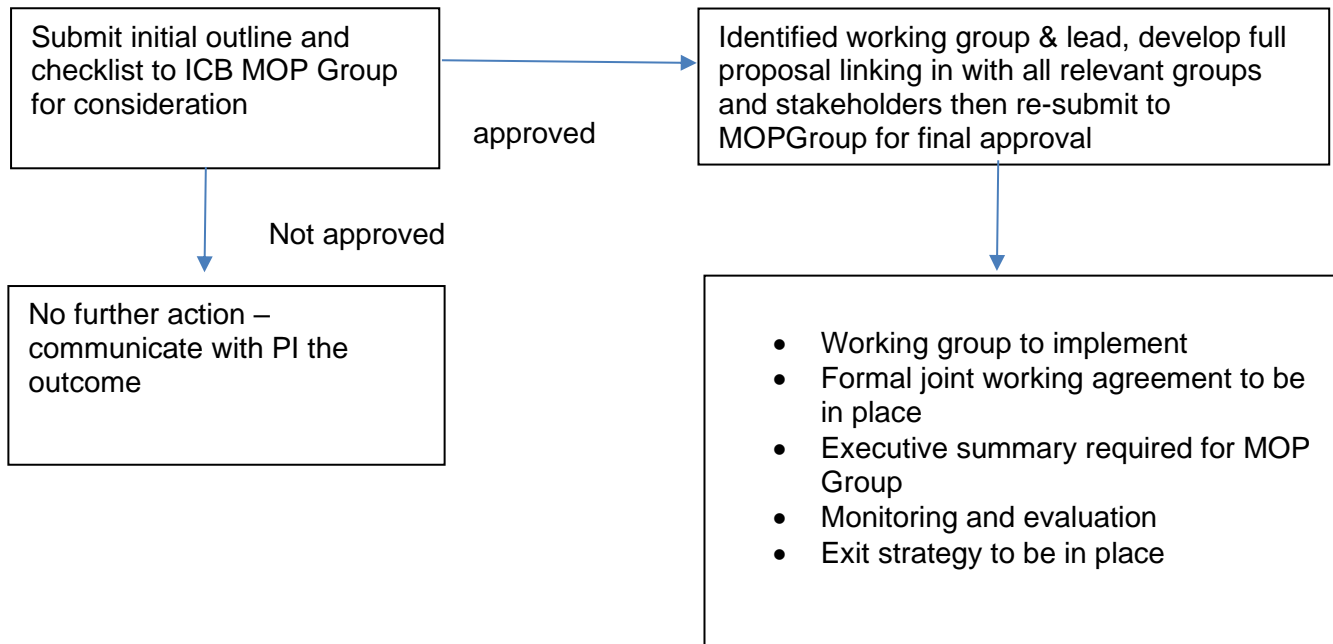 Submit initial outline and
checklist to ICB MOP Group
for consideration
approved
Identified working group & lead, develop full
proposal linking in with all relevant groups
and stakeholders then re-submit to
MOPGroup for final approval
Not approved
No further action –
communicate with PI the
outcome
• Working group to implement
• Formal joint working agreement to be
in place
• Executive summary required for MOP
Group
• Monitoring and evaluation
• Exit strategy to be in place